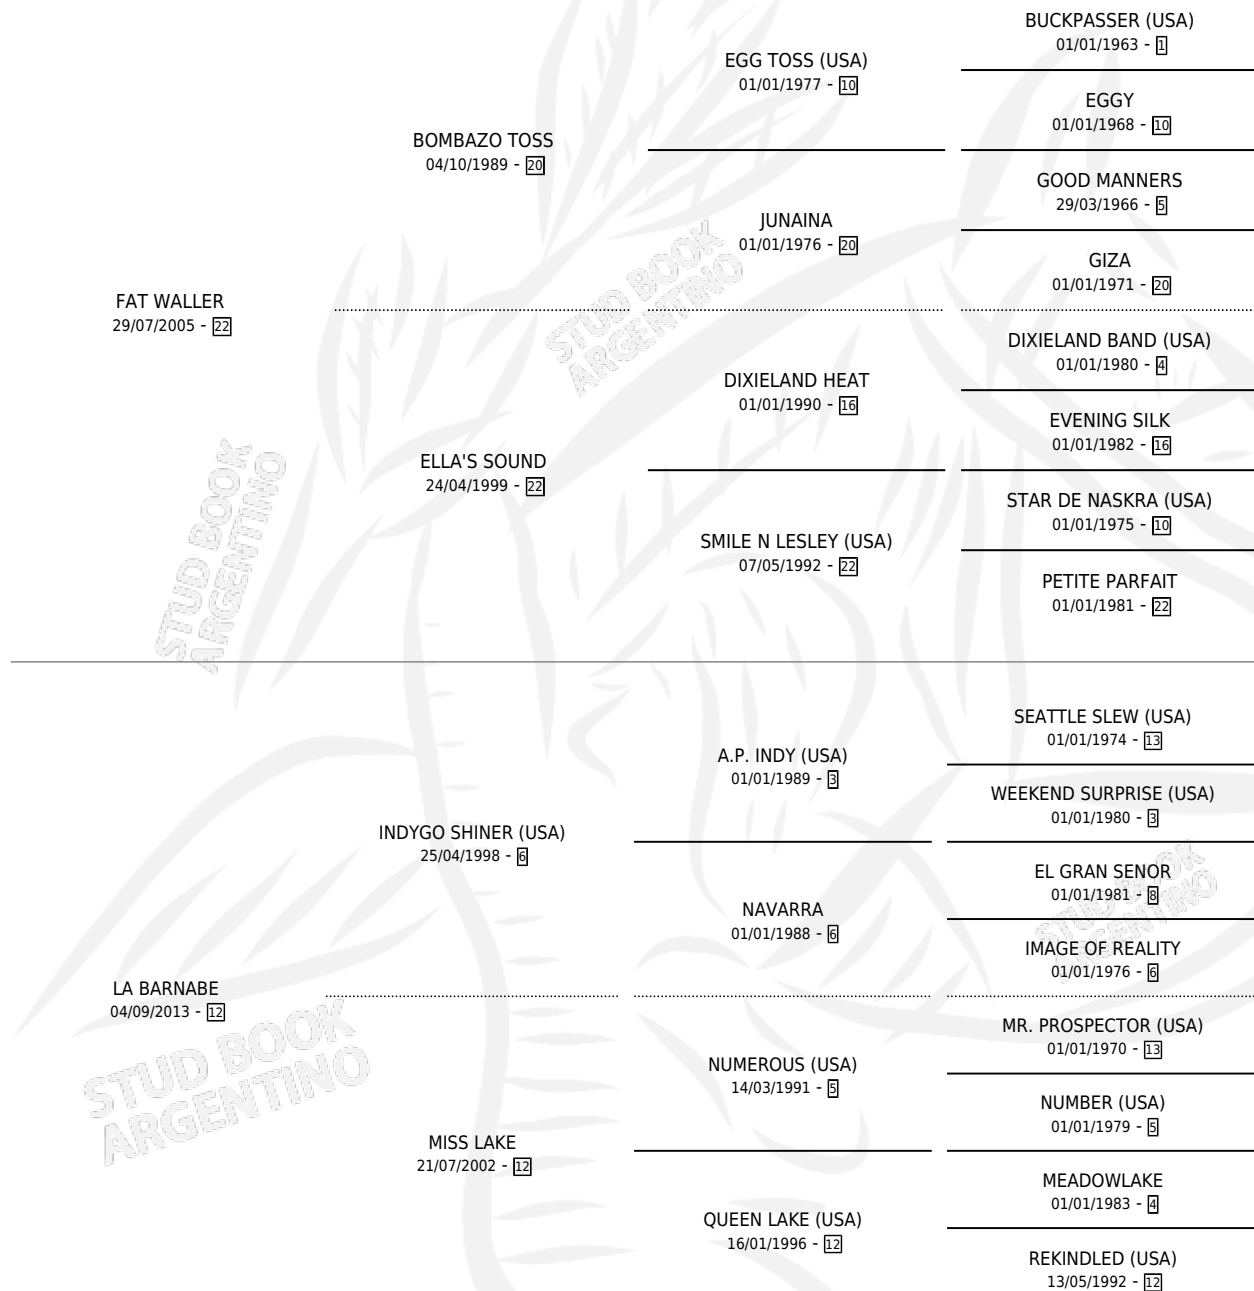 BUCKPASSER (USA)
01/01/1963 - 1
EGG TOSS (USA)
01/01/1977 - 10
EGGY
01/01/1968 - 10
BOMBAZO TOSS
04/10/1989 - 20
GOOD MANNERS
29/03/1966 - 5
JUNAINA
01/01/1976 - 20
GIZA
01/01/1971 - 20
FAT WALLER
29/07/2005 - 22
DIXIELAND BAND (USA)
01/01/1980 - 4
DIXIELAND HEAT
01/01/1990 - 16
EVENING SILK
01/01/1982 - 16
ELLA'S SOUND
24/04/1999 - 22
STAR DE NASKRA (USA)
01/01/1975 - 10
SMILE N LESLEY (USA)
07/05/1992 - 22
PETITE PARFAIT
01/01/1981 - 22
SEATTLE SLEW (USA)
01/01/1974 - 13
A.P. INDY (USA)
01/01/1989 - 3
WEEKEND SURPRISE (USA)
01/01/1980 - 3
INDYGO SHINER (USA)
25/04/1998 - 6
EL GRAN SENOR
01/01/1981 - 8
NAVARRA
01/01/1988 - 6
IMAGE OF REALITY
01/01/1976 - 6
LA BARNABE
04/09/2013 - 12
MR. PROSPECTOR (USA)
01/01/1970 - 13
NUMEROUS (USA)
14/03/1991 - 5
NUMBER (USA)
01/01/1979 - 5
MISS LAKE
21/07/2002 - 12
MEADOWLAKE
01/01/1983 - 4
QUEEN LAKE (USA)
16/01/1996 - 12
REKINDLED (USA)
13/05/1992 - 12
STUD BOOK
ARGENTINO
STUD BOOK
ARGENTINO
STUD BOOK
ARGENTINO
STUD BOOK
ARGENTINO